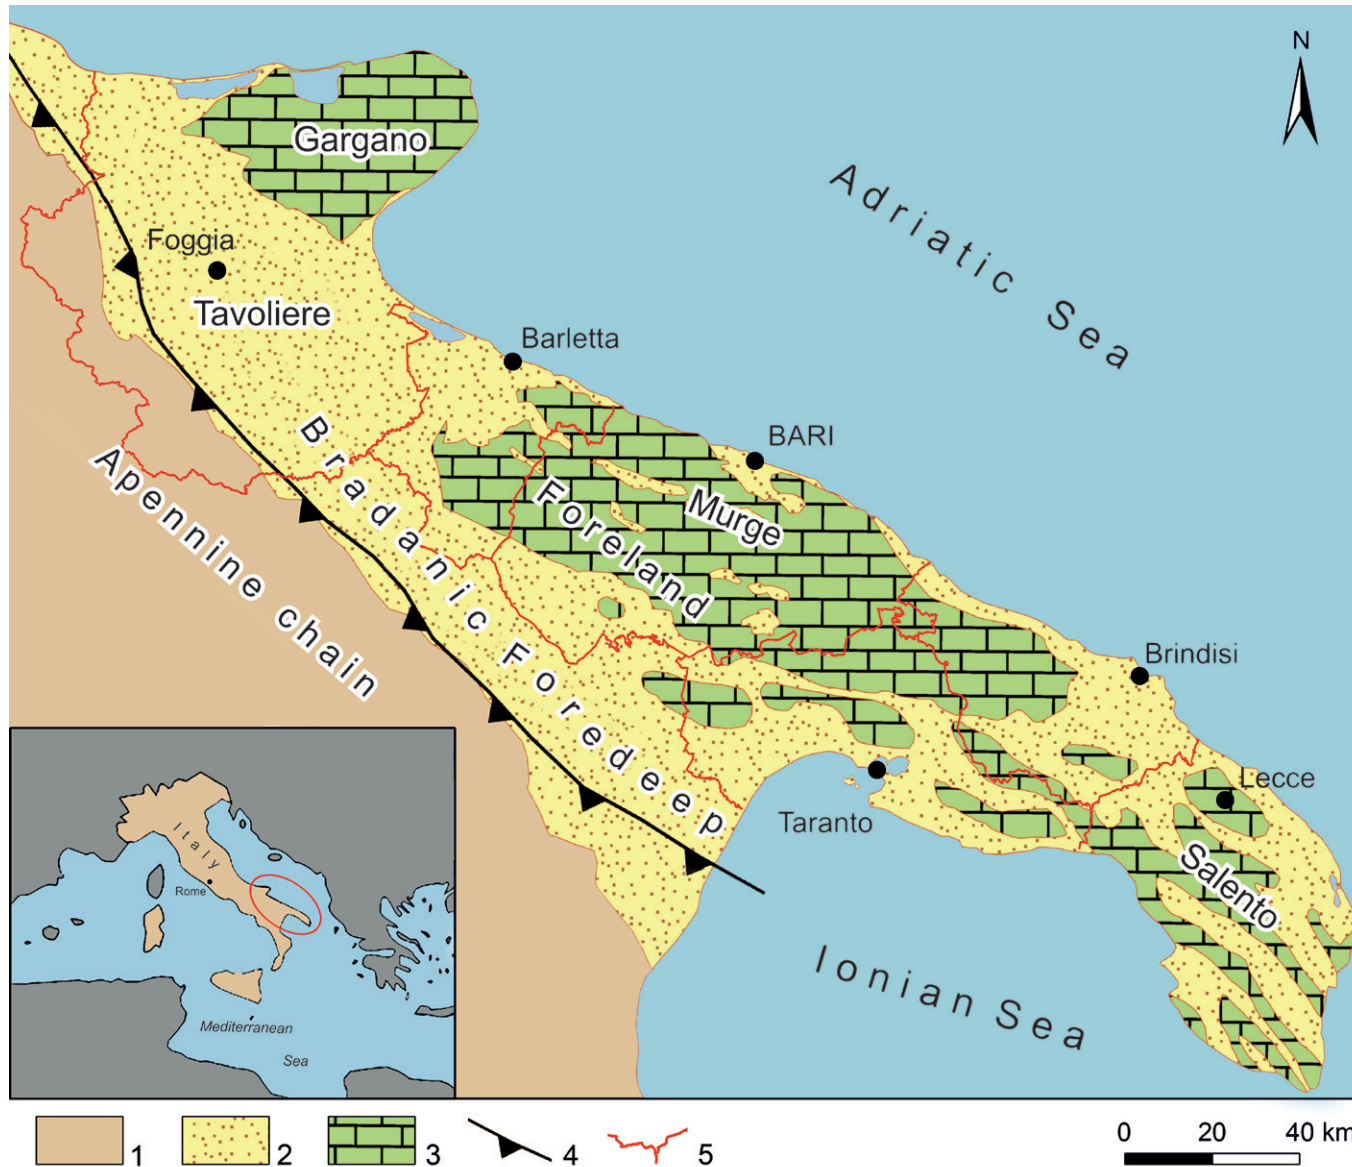 N
Gargano
Adriatic Sea
Foggia
Tavoliere
Barletta
BARI
Bradanic Foredeep
Foreland
Murge
Apennine chain
Brindisi
Lecce
Taranto
Salento
Ionian Sea
Italy
Rome
Mediterranean
Sea
1 2 3 4 5
0 20 40 km